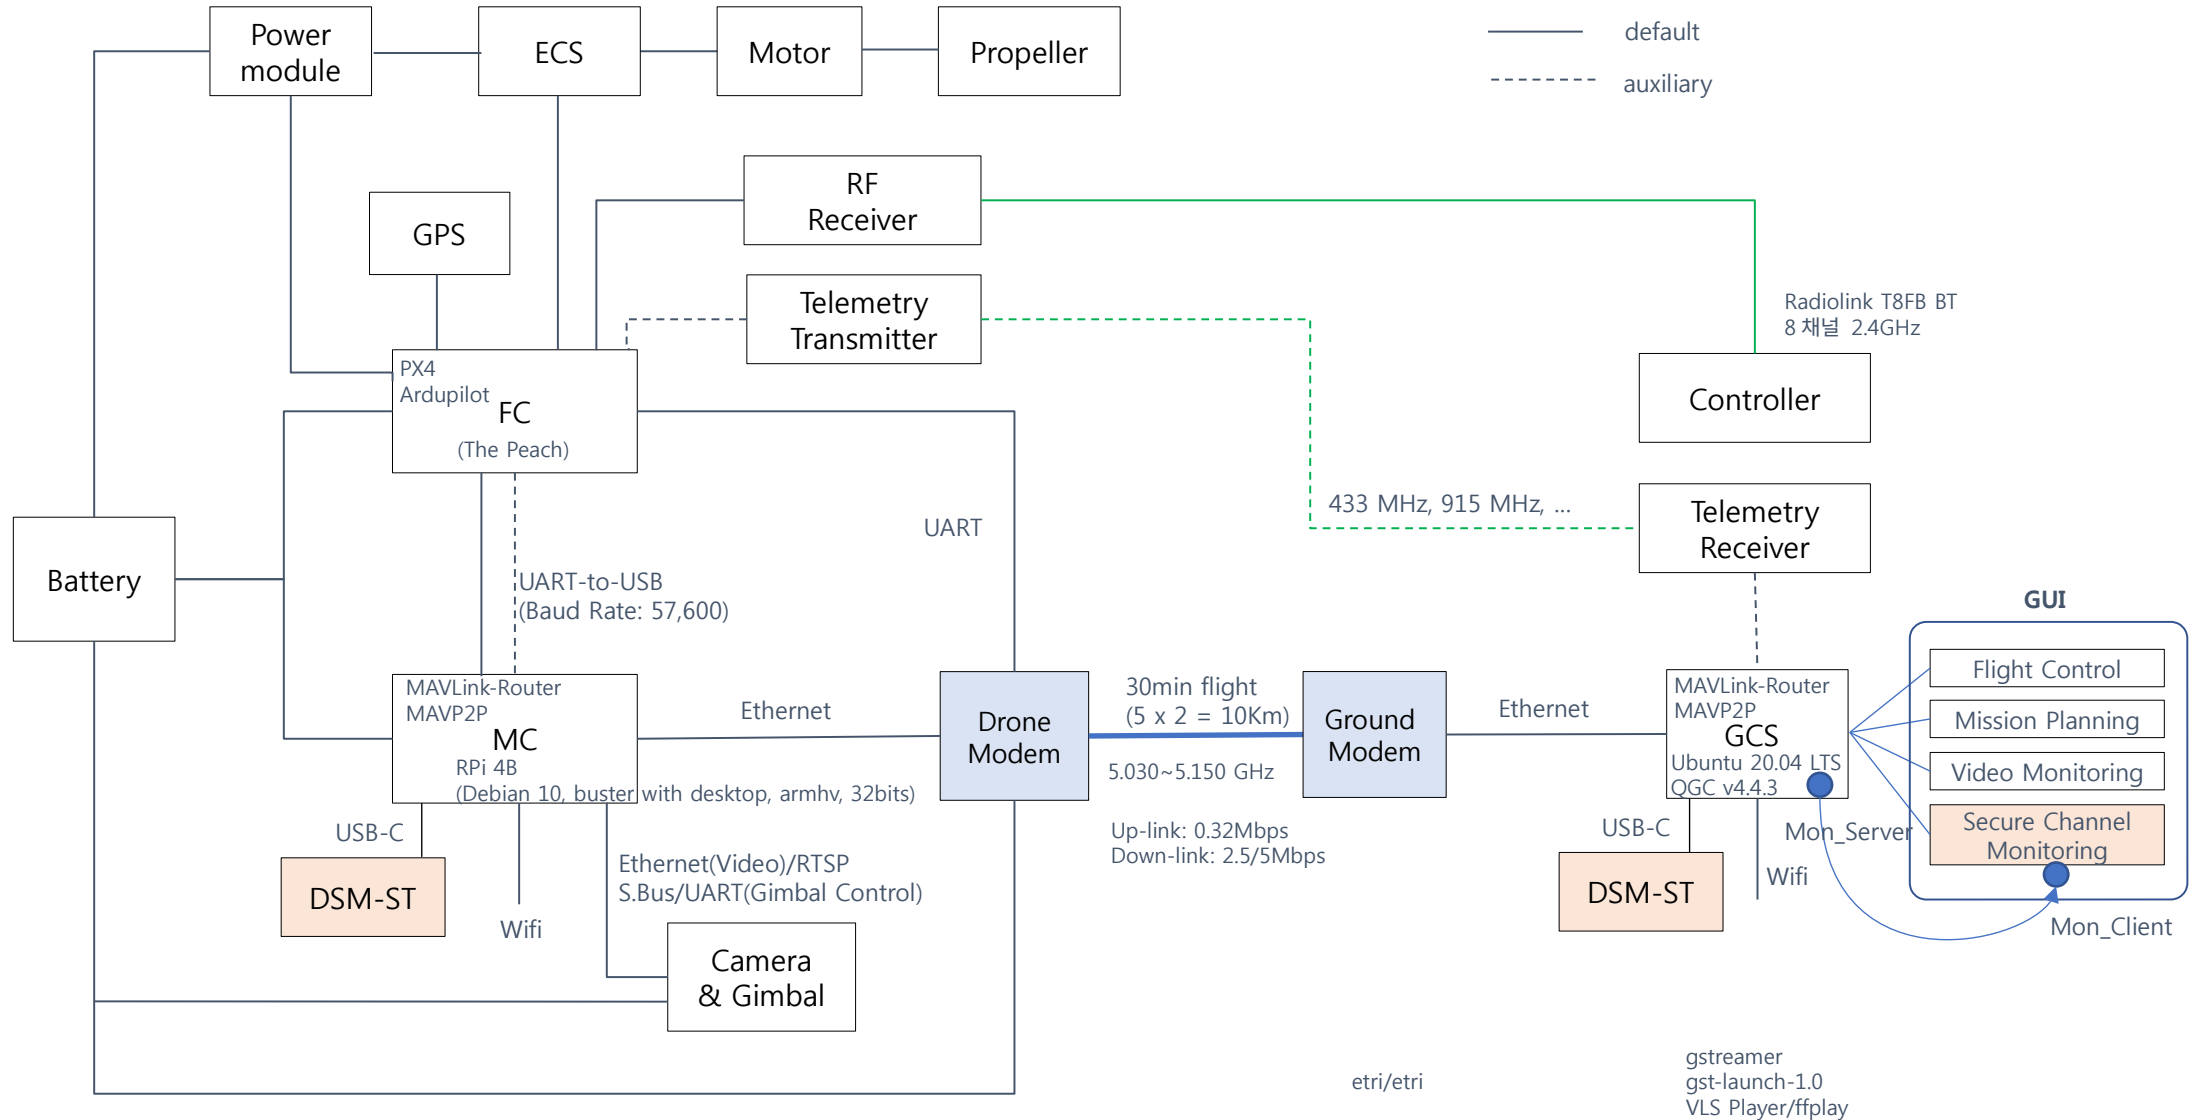 Power
module
ECS
Motor
Propeller
default
auxiliary
RF
Receiver
GPS
Telemetry
Transmitter
Radiolink T8FB BT
8 채널 2.4GHz
Controller
PX4
Ardupilot
FC
(The Peach)
433 MHz, 915 MHz, ...
Telemetry
Receiver
UART
Battery
UART-to-USB
(Baud Rate: 57,600)
GUI
Flight Control
Mission Planning
Video Monitoring
Secure Channel
Monitoring
MAVLink-Router
MAVP2P
MC
RPi 4B
(Debian 10, buster with desktop, armhv, 32bits)
Ethernet
Drone
Modem
30min flight
(5 x 2 = 10Km)
5.030~5.150 GHz
Up-link: 0.32Mbps
Down-link: 2.5/5Mbps
Ground
Modem
Ethernet
MAVLink-Router
MAVP2P
GCS
Ubuntu 20.04 LTS
QGC v4.4.3
USB-C
DSM-ST
Wifi
Ethernet(Video)/RTSP
S.Bus/UART(Gimbal Control)
Camera
& Gimbal
USB-C
DSM-ST
Wifi
Mon_Server
Mon_Client
etri/etri
gstreamer
gst-launch-1.0
VLS Player/ffplay